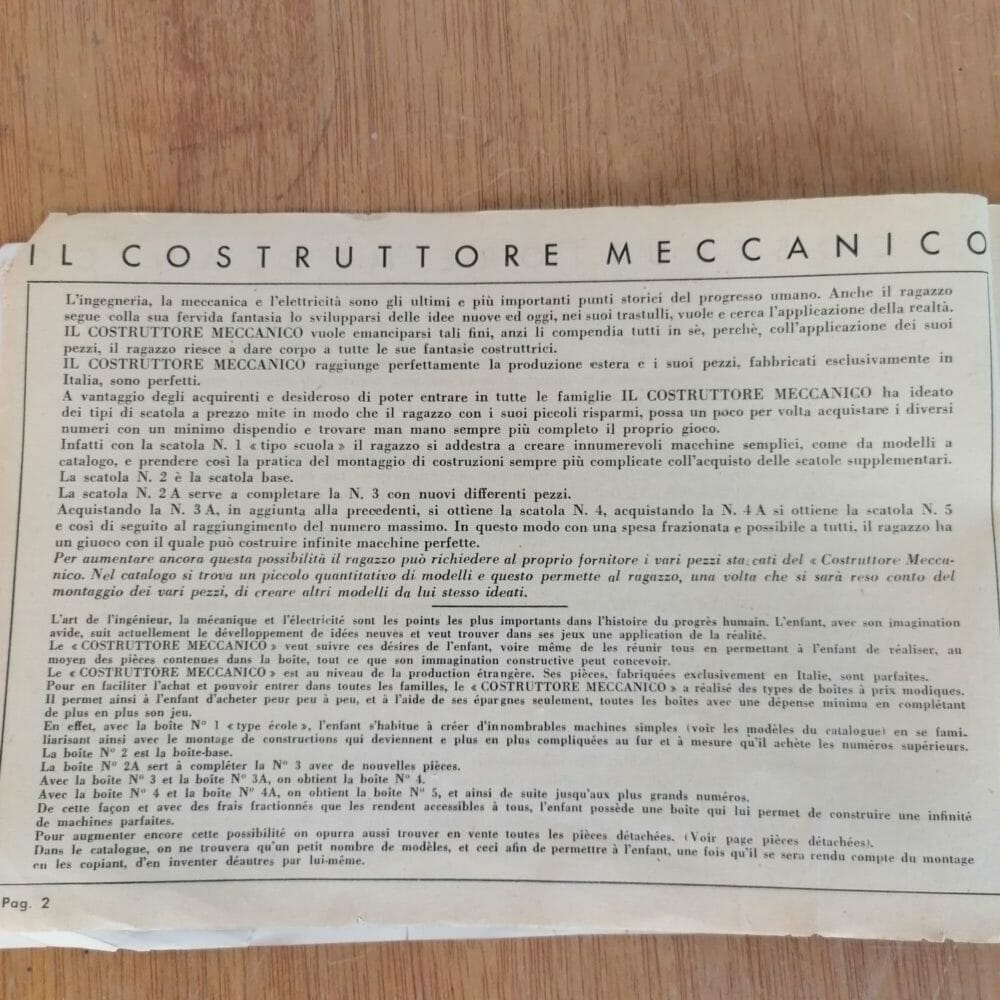 IL COSTRUTTORE MECCANICO
L'ingegneria, la meccanica e l'elettricità sono gli ultimi e più importanti punti storici del progresso umano. Anche il ragazzo
segue colla sua fervida fantasia lo svilupparsi delle idee nuove ed oggi, nei suoi trastulli, vuole e cerca l'applicazione della realtà.
IL COSTRUTTORE MECCANICO vuole emanciparsi tali fini, anzi li compendia tutti in sè, perchè, coll'applicazione dei suoi
pezzi, il ragazzo riesce a dare corpo a tutte le sue fantasie costruttrici.
IL COSTRUTTORE MECCANICO raggiunge perfettamente la produzione estera e i suoi pezzi, fabbricati esclusivamente in
Italia, sono perfetti.
A vantaggio degli acquirenti e desideroso di poter entrare in tutte le famiglie IL COSTRUTTORE MECCANICO ha ideato
dei tipi di scatola a prezzo mite in modo che il ragazzo con i suoi piccoli risparmi, possa un poco per volta acquistare i diversi
numeri con un minimo dispendio e trovare man mano sempre più completo il proprio gioco.
Infatti con la scatola N. 1 «tipo scuola» il ragazzo si addestra a creare innumerevoli macchine semplici, come da modelli a
catalogo, e prendere così la pratica del montaggio di costruzioni sempre più complicate coll'acquisto delle scatole supplementari.
La scatola N. 2 è la scatola base.
La scatola N. 2 A serve a completare la N. 3 con nuovi differenti pezzi.
Acquistando la N. 3 A, in aggiunta alla precedenti, si ottiene la scatola N. 4, acquistando la N. 4 A si ottiene la scatola N. 5
e così di seguito al raggiungimento del numero massimo. In questo modo con una spesa frazionata e possibile a tutti, il ragazzo ha
un giuoco con il quale può costruire infinite macchine perfette.
Per aumentare ancora questa possibilità il ragazzo può richiedere al proprio fornitore i vari pezzi staccati del «Costruttore Mecca-
nico. Nel catalogo si trova un piccolo quantitativo di modelli e questo permette al ragazzo, una volta che si sarà reso conto del
montaggio dei vari pezzi, di creare altri modelli da lui stesso ideati.
L'art de l'ingénieur, la mécanique et l'électricité sont les points les plus importants dans l'histoire du progrès humain. L'enfant, avec son imagination
avide, suit actuellement le dévelloppement de idées neuves et veut trouver dans ses jeux une application de la réalité.
Le «COSTRUTTORE MECCANICO» veut suivre ces désires de l'enfant, voire même de les réunir tous en permettant à l'enfant de réaliser, au
moyen des pièces contenues dans la boîte, tout ce que son immagination constructive peut concevoir.
Le «COSTRUTTORE MECCANICO» est au niveau de la production étrangère. Ses pièces, fabriquées exclusivement en Italie, sont parfaites.
Pour en faciliter l'achat et pouvoir entrer dans toutes les familles, le «COSTRUTTORE MECCANICO» a réalisé des types de boîtes à prix modiques.
Il permet ainsi à l'enfant d'acheter peur peu à peu, et à l'aide de ses épargnes seulement, toutes les boîtes avec une dépense minima en complétant
de plus en plus son jeu.
En effet, avec la boîte N° 1 «type école», l'enfant s'habitue à créer d'innombrables machines simples (voir les modèles du catalogue) en se fami-
liarisant ainsi avec le montage de constructions qui deviennent e plus en plus compliquées au fur et à mesure qu'il achète les numéros supérieurs.
La boîte N° 2 est la boîte-base.
La boîte N° 2A sert à compléter la N° 3 avec de nouvelles pièces.
Avec la boîte N° 3 et la boîte N° 3A, on obtient la boîte N° 4.
Avec la boîte N° 4 et la boîte N° 4A, on obtient la boîte N° 5, et ainsi de suite jusqu'aux plus grands numéros.
De cette façon et avec des frais fractionnés que les rendent accessibles à tous, l'enfant possède une boîte qui lui permet de construire une infinité
de machines parfaites.
Pour augmenter encore cette possibilité on opurra aussi trouver en vente toutes les pièces détachées. (Voir page pièces détachées).
Dans le catalogue, on ne trouvera qu'un petit nombre de modèles, et ceci afin de permettre à l'enfant, une fois qu'il se sera rendu compte du montage
en les copiant, d'en inventer déautres par lui-même.
Pag. 2